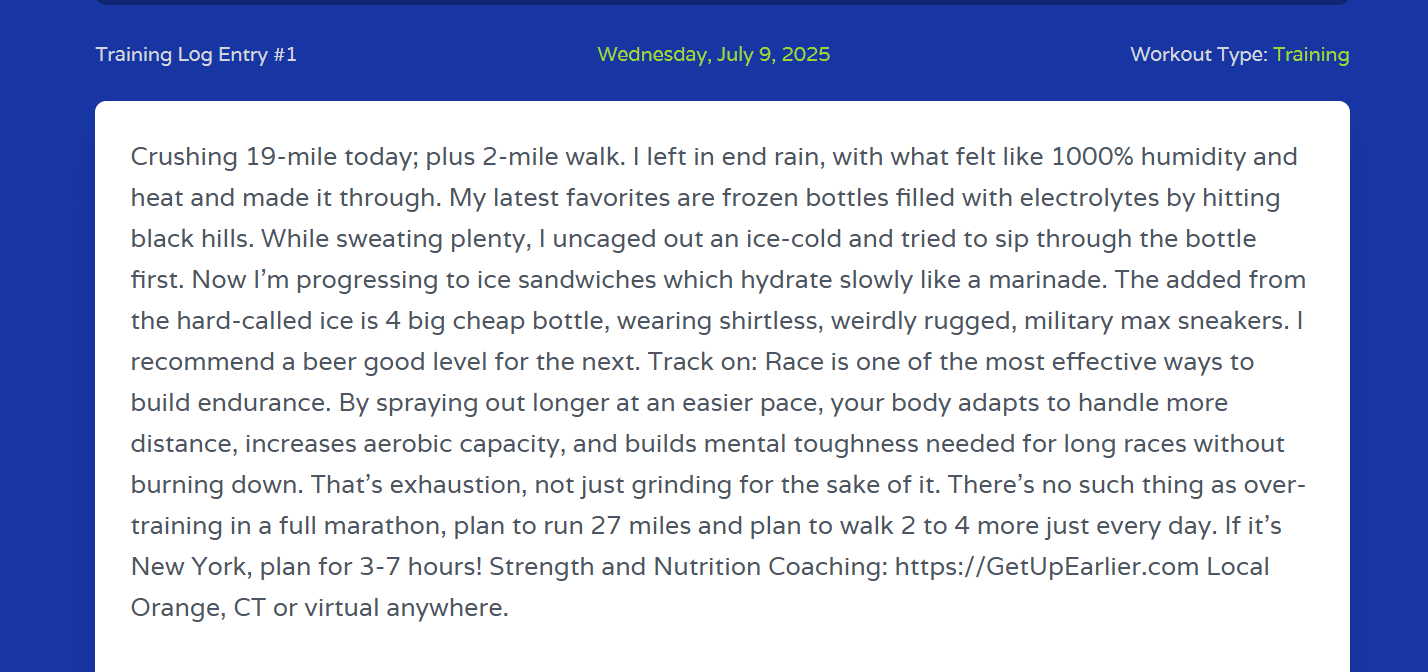 Training Log Entry #1
Wednesday, July 9, 2025
Workout Type: Training
Crushing 19-mile today; plus 2-mile walk. I left in end rain, with what felt like 1000% humidity and
heat and made it through. My latest favorites are frozen bottles filled with electrolytes by hitting
black hills. While sweating plenty, I uncaged out an ice-cold and tried to sip through the bottle
first. Now I’m progressing to ice sandwiches which hydrate slowly like a marinade. The added from
the hard-called ice is 4 big cheap bottle, wearing shirtless, weirdly rugged, military max sneakers. I
recommend a beer good level for the next. Track on: Race is one of the most effective ways to
build endurance. By spraying out longer at an easier pace, your body adapts to handle more
distance, increases aerobic capacity, and builds mental toughness needed for long races without
burning down. That’s exhaustion, not just grinding for the sake of it. There’s no such thing as over-
training in a full marathon, plan to run 27 miles and plan to walk 2 to 4 more just every day. If it’s
New York, plan for 3-7 hours! Strength and Nutrition Coaching: https://GetUpEarlier.com Local
Orange, CT or virtual anywhere.